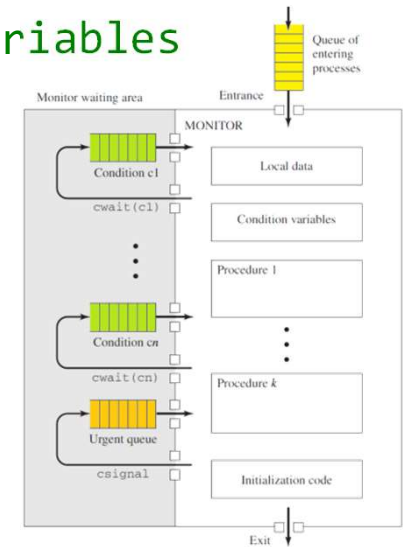 riables
Queue of
entering
processes
Monitor waiting area
Entrance
MONITOR
Condition c1
cwait(c1)
Local data
Condition variables
Procedure 1
Condition cn
cwait(cn)
Procedure k
Urgent queue
csignal
Initialization code
Exit